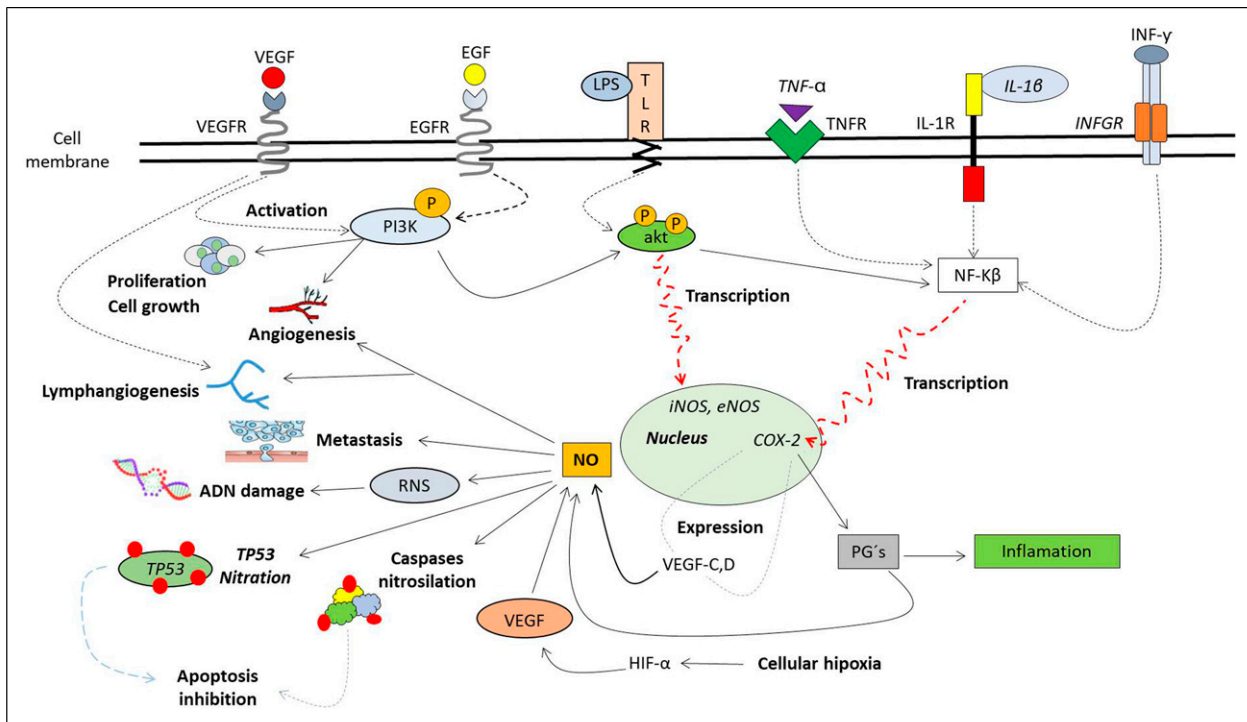 VEGF
EGF
LPS
T
L
R
TNF-α
IL-1β
INF-γ
VEGFR
EGFR
TNFR
IL-1R
INFGR
Cell
membrane
Activation
PI3K
P
P
P
akt
NF-Kβ
Proliferation
Cell growth
Transcription
Angiogenesis
Transcription
Lymphangiogenesis
iNOS, eNOS
Nucleus
COX-2
Metastasis
NO
ADN damage
RNS
Expression
TP53
TP53
Nitration
Caspases
nitrosilation
VEGF-C,D
PG´s
Inflamation
VEGF
HIF-α
Cellular hipoxia
Apoptosis
inhibition